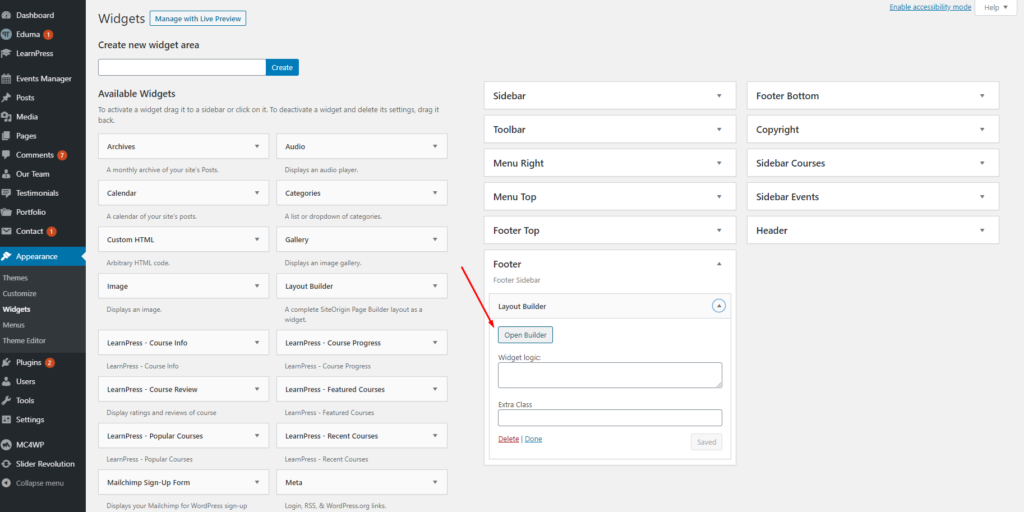 Dashboard
Eduma 1
LearnPress
Events Manager
Posts
Media
Pages
Comments 7
Our Team
Testimonials
Portfolio
Contact 1
Appearance
Themes
Customize
Widgets
Menus
Theme Editor
Plugins 2
Users
Tools
Settings
MC4WP
Slider Revolution
Collapse menu
Enable accessibility mode
Help
Widgets
Manage with Live Preview
Create new widget area
Create
Available Widgets
To activate a widget drag it to a sidebar or click on it. To deactivate a widget and delete its settings, drag it
back.
Archives
A monthly archive of your site's Posts.
Audio
Displays an audio player.
Calendar
A calendar of your site's posts.
Categories
A list or dropdown of categories.
Custom HTML
Arbitrary HTML code.
Gallery
Displays an image gallery.
Image
Displays an image.
Layout Builder
A complete SiteOrigin Page Builder layout as a
widget.
LearnPress - Course Info
LearnPress - Course Info
LearnPress - Course Progress
LearnPress - Course Progress
LearnPress - Course Review
Display ratings and reviews of course
LearnPress - Featured Courses
LearnPress - Featured Courses
LearnPress - Popular Courses
LearnPress - Popular Courses
LearnPress - Recent Courses
LearnPress - Recent Courses
Mailchimp Sign-Up Form
Displays your Mailchimp for WordPress sign-up
Meta
Login, RSS, & WordPress.org links.
Sidebar
Toolbar
Menu Right
Menu Top
Footer Top
Footer
Footer Sidebar
Layout Builder
Open Builder
Widget logic:
Extra Class
Delete | Done
Saved
Footer Bottom
Copyright
Sidebar Courses
Sidebar Events
Header